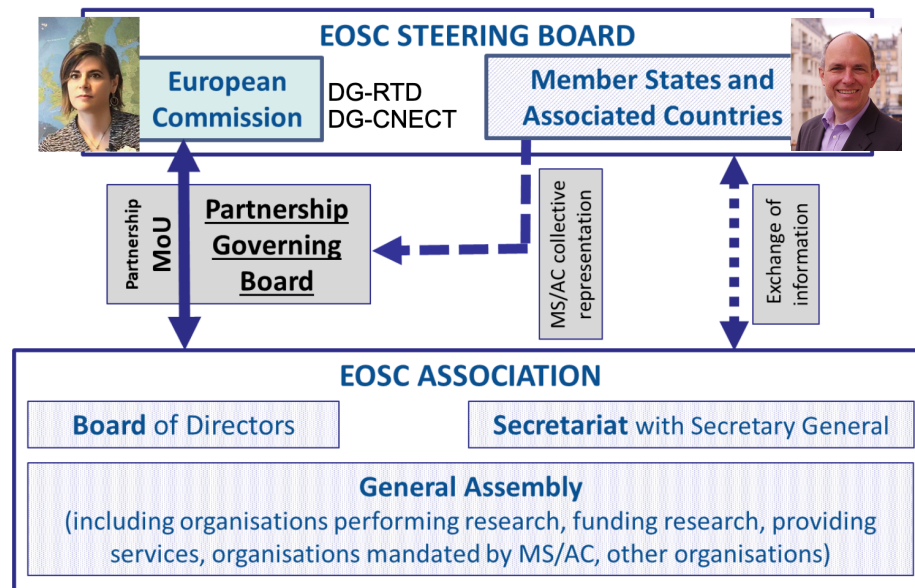 EOSC STEERING BOARD
European
Commission
DG-RTD
DG-CNECT
Member States and
Associated Countries
Partnership
MoU
Partnership
Governing
Board
MS/AC collective
representation
Exchange of
information
EOSC ASSOCIATION
Board of Directors
Secretariat with Secretary General
General Assembly
(including organisations performing research, funding research, providing
services, organisations mandated by MS/AC, other organisations)